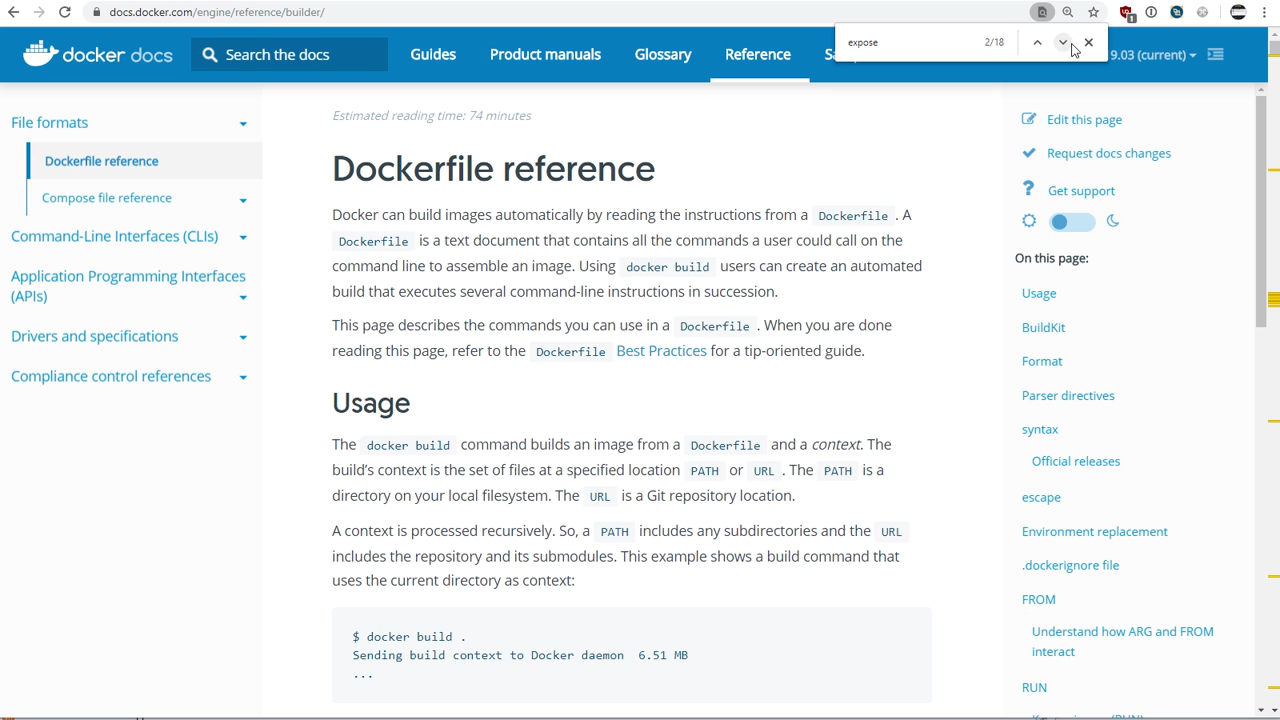 docs.docker.com/engine/reference/builder/
expose 2/18
docker docs
Search the docs
Guides
Product manuals
Glossary
Reference
9.03 (current)
File formats
Dockerfile reference
Compose file reference
Command-Line Interfaces (CLIs)
Application Programming Interfaces
(APIs)
Drivers and specifications
Compliance control references
Estimated reading time: 74 minutes
Dockerfile reference
Docker can build images automatically by reading the instructions from a Dockerfile . A
Dockerfile is a text document that contains all the commands a user could call on the
command line to assemble an image. Using docker build users can create an automated
build that executes several command-line instructions in succession.
This page describes the commands you can use in a Dockerfile . When you are done
reading this page, refer to the Dockerfile Best Practices for a tip-oriented guide.
Usage
The docker build command builds an image from a Dockerfile and a context. The
build’s context is the set of files at a specified location PATH or URL . The PATH is a
directory on your local filesystem. The URL is a Git repository location.
A context is processed recursively. So, a PATH includes any subdirectories and the URL
includes the repository and its submodules. This example shows a build command that
uses the current directory as context:
$ docker build .
Sending build context to Docker daemon 6.51 MB
...
Edit this page
Request docs changes
Get support
On this page:
Usage
BuildKit
Format
Parser directives
syntax
Official releases
escape
Environment replacement
.dockerignore file
FROM
Understand how ARG and FROM
interact
RUN